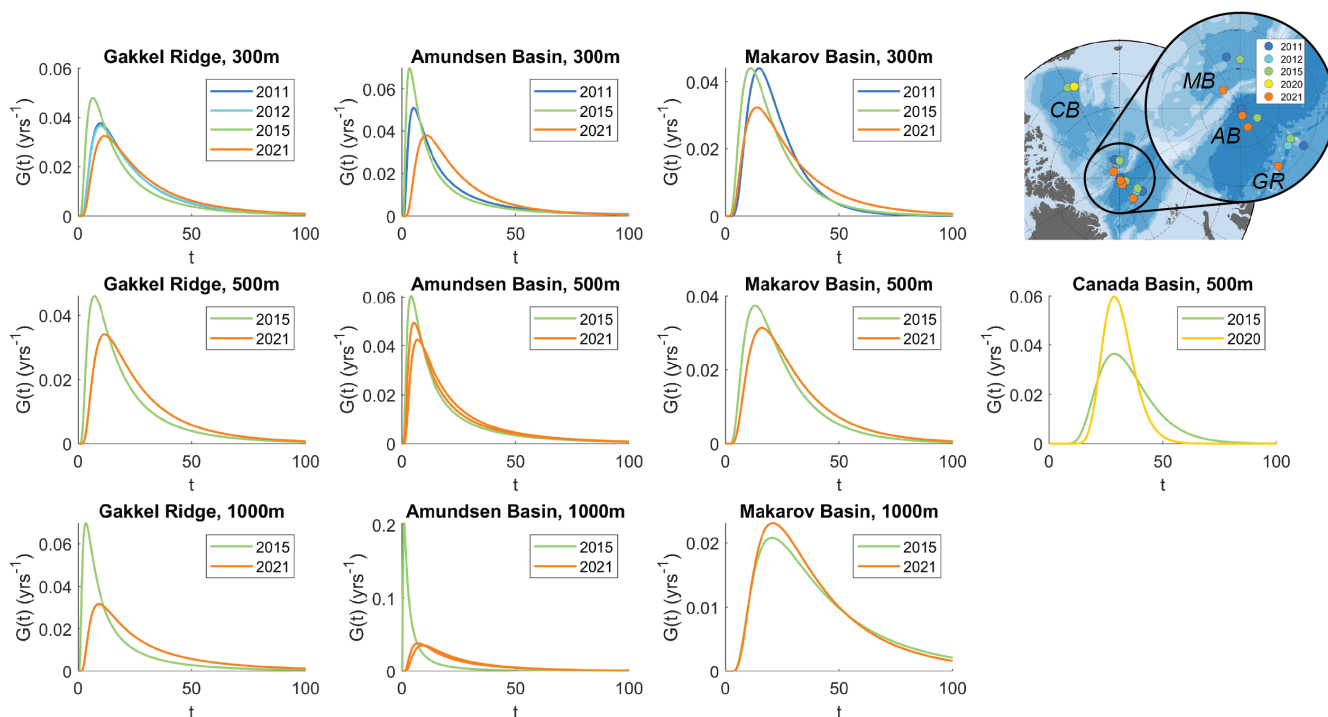 Gakkel Ridge, 300m
G(t) (yrs⁻¹)
0.06
0.04
0.02
0
0 50 100
t
2011
2012
2015
2021
Amundsen Basin, 300m
G(t) (yrs⁻¹)
0.06
0.04
0.02
0
0 50 100
t
2011
2015
2021
Makarov Basin, 300m
G(t) (yrs⁻¹)
0.04
0.03
0.02
0.01
0
0 50 100
t
2011
2015
2021
CB
MB
AB
GR
2011
2012
2015
2020
2021
Gakkel Ridge, 500m
G(t) (yrs⁻¹)
0.04
0.02
0
0 50 100
t
2015
2021
Amundsen Basin, 500m
G(t) (yrs⁻¹)
0.06
0.04
0.02
0
0 50 100
t
2015
2021
Makarov Basin, 500m
G(t) (yrs⁻¹)
0.04
0.02
0
0 50 100
t
2015
2021
Canada Basin, 500m
G(t) (yrs⁻¹)
0.06
0.04
0.02
0
0 50 100
t
2015
2020
Gakkel Ridge, 1000m
G(t) (yrs⁻¹)
0.06
0.04
0.02
0
0 50 100
t
2015
2021
Amundsen Basin, 1000m
G(t) (yrs⁻¹)
0.2
0.1
0
0 50 100
t
2015
2021
Makarov Basin, 1000m
G(t) (yrs⁻¹)
0.02
0.01
0
0 50 100
t
2015
2021